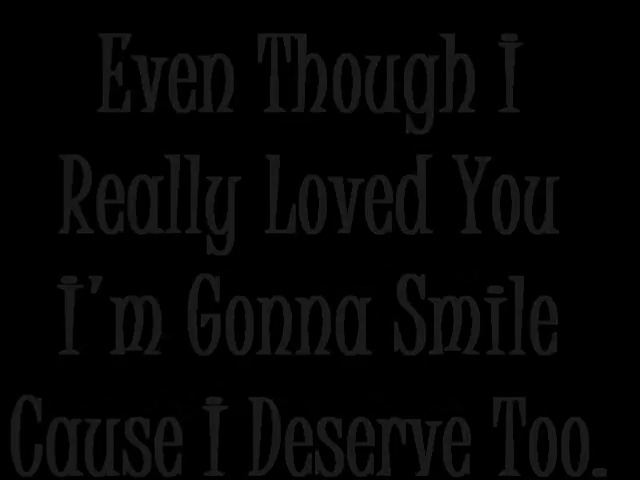 Even Though I
Really Loved You
I'm Gonna Smile
Cause I Deserve Too.